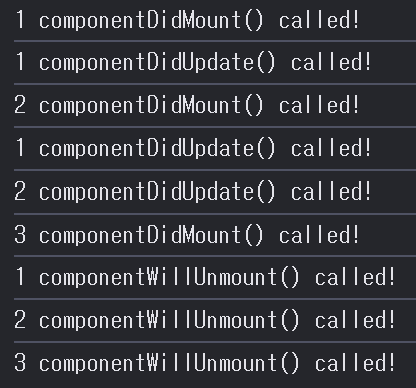 1 componentDidMount() called!
1 componentDidUpdate() called!
2 componentDidMount() called!
1 componentDidUpdate() called!
2 componentDidUpdate() called!
3 componentDidMount() called!
1 componentWillUnmount() called!
2 componentWillUnmount() called!
3 componentWillUnmount() called!